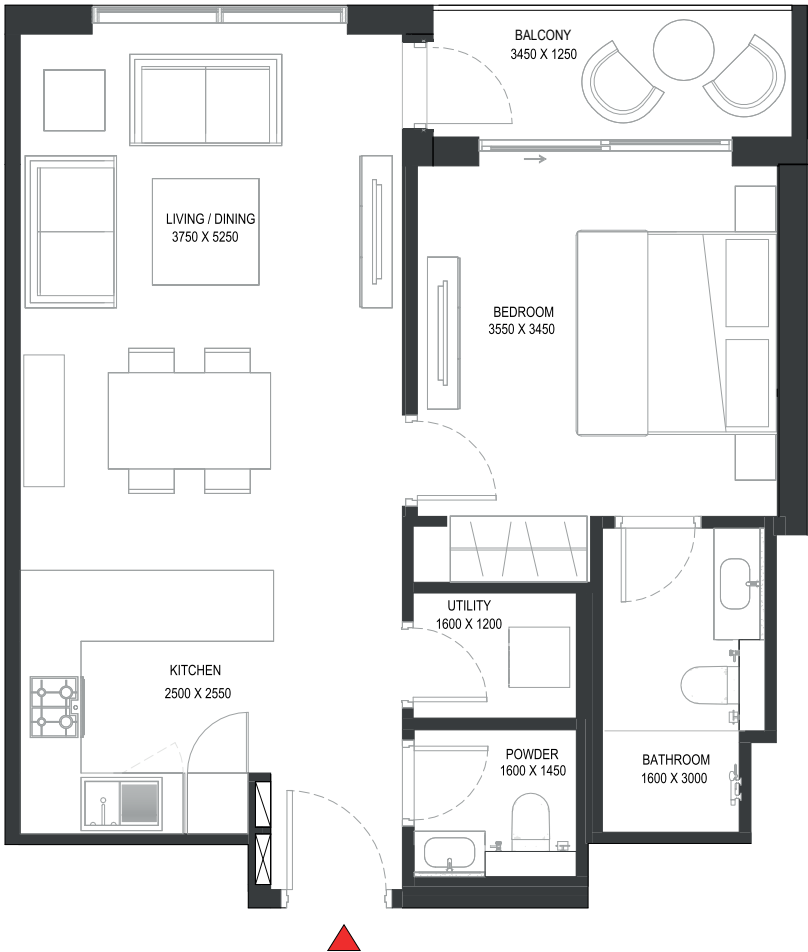 BALCONY
3450 X 1250
LIVING / DINING
3750 X 5250
BEDROOM
3550 X 3450
UTILITY
1600 X 1200
KITCHEN
2500 X 2550
POWDER
1600 X 1450
BATHROOM
1600 X 3000